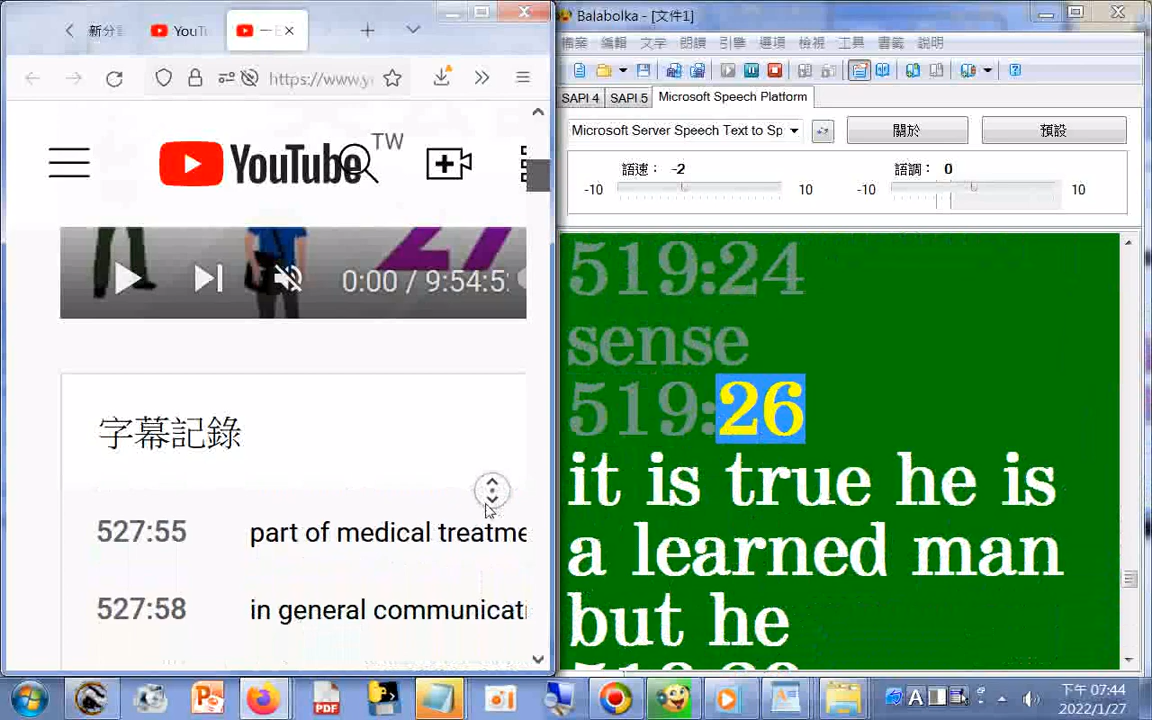 新分
YouT
一
Balabolka - [文件1]
檔案 編輯 文字 朗讀 引擎 選項 檢視 工具 書義 說明
https://www.y
SAPI 4 SAPI 5 Microsoft Speech Platform
Microsoft Server Speech Text to Sp
關於
預設
語速： -2
語調： 0
-10 10
-10 10
YouTube TW
27
0:00 / 9:54:5
字幕記錄
527:55 part of medical treatme
527:58 in general communicat
519:24
sense
519:26
it is true he is
a learned man
but he
PDF
A
下午 07:44
2022/1/27